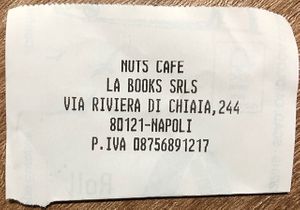 NUTS CAFE
LA BOOKS SRLS
VIA RIVIERA DI CHIAIA,244
80121-NAPOLI
P.IVA 08756891217